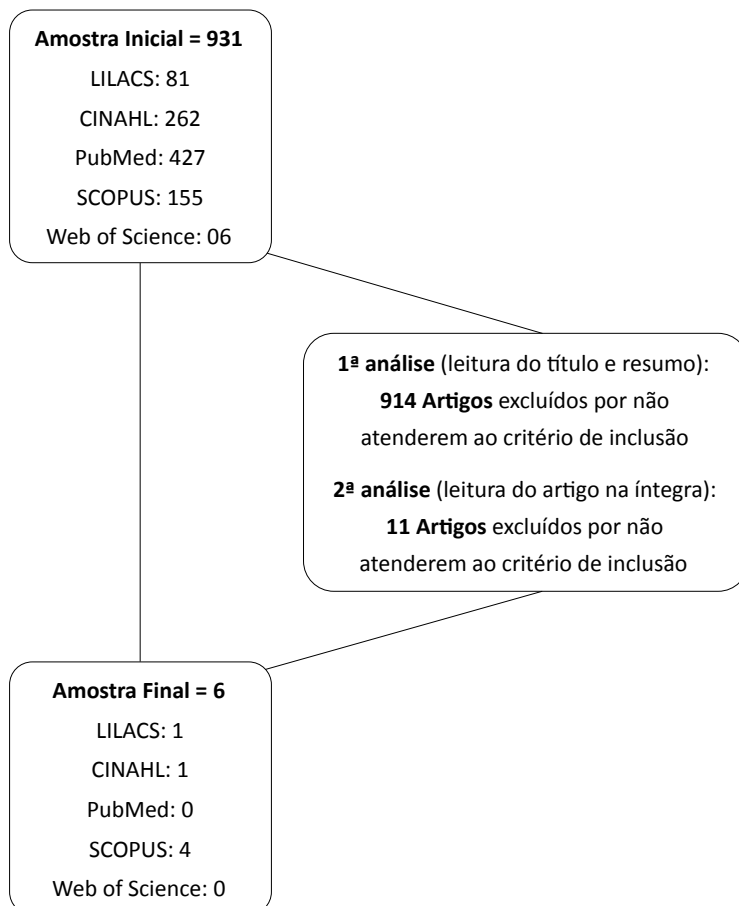 Amostra Inicial = 931
LILACS: 81
CINAHL: 262
PubMed: 427
SCOPUS: 155
Web of Science: 06
1ª análise (leitura do título e resumo):
914 Artigos excluídos por não
atenderem ao critério de inclusão
2ª análise (leitura do artigo na íntegra):
11 Artigos excluídos por não
atenderem ao critério de inclusão
Amostra Final = 6
LILACS: 1
CINAHL: 1
PubMed: 0
SCOPUS: 4
Web of Science: 0